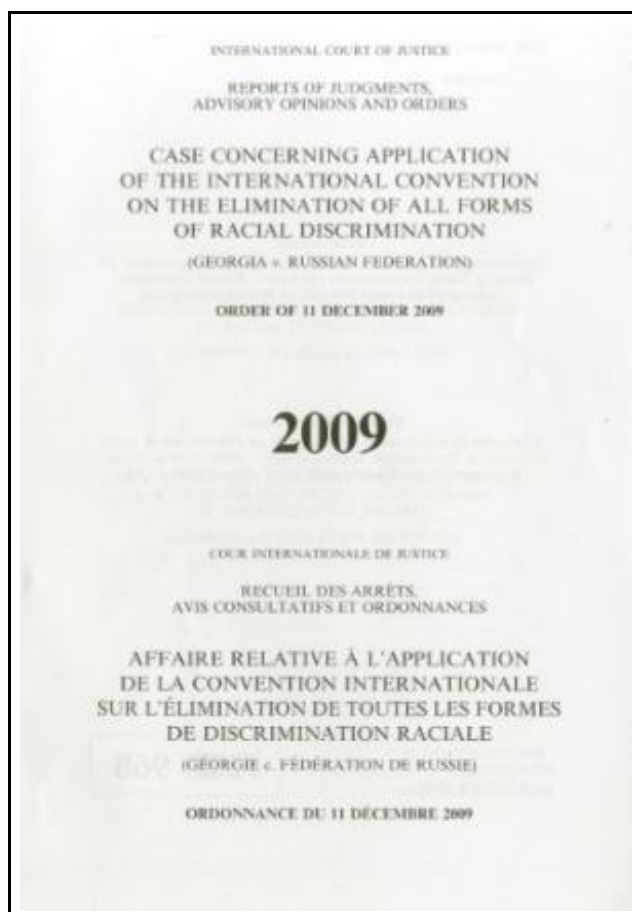 INTERNATIONAL COURT OF JUSTICE
REPORTS OF JUDGMENTS,
ADVISORY OPINIONS AND ORDERS
CASE CONCERNING APPLICATION
OF THE INTERNATIONAL CONVENTION
ON THE ELIMINATION OF ALL FORMS
OF RACIAL DISCRIMINATION
(GEORGIA v. RUSSIAN FEDERATION)
ORDER OF 11 DECEMBER 2009
2009
COUR INTERNATIONALE DE JUSTICE
RECUEIL DES ARRÊTS,
AVIS CONSULTATIFS ET ORDONNANCES
AFFAIRE RELATIVE À L'APPLICATION
DE LA CONVENTION INTERNATIONALE
SUR L'ÉLIMINATION DE TOUTES LES FORMES
DE DISCRIMINATION RACIALE
(GÉORGIE c. FÉDÉRATION DE RUSSIE)
ORDONNANCE DU 11 DÉCEMBRE 2009